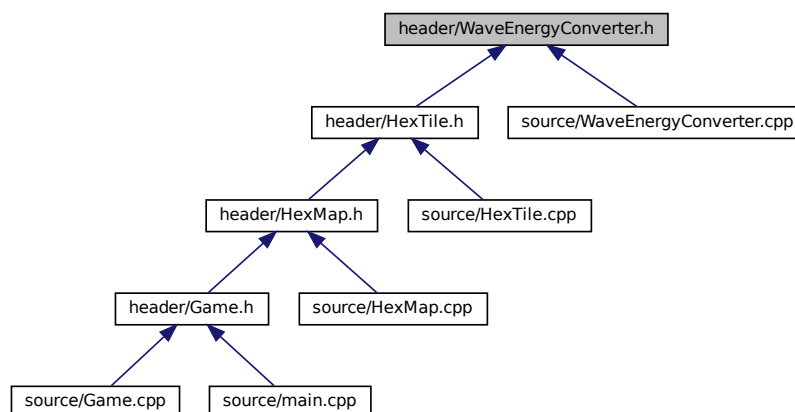 header/WaveEnergyConverter.h
header/HexTile.h
source/WaveEnergyConverter.cpp
header/HexMap.h
source/HexTile.cpp
header/Game.h
source/HexMap.cpp
source/Game.cpp
source/main.cpp